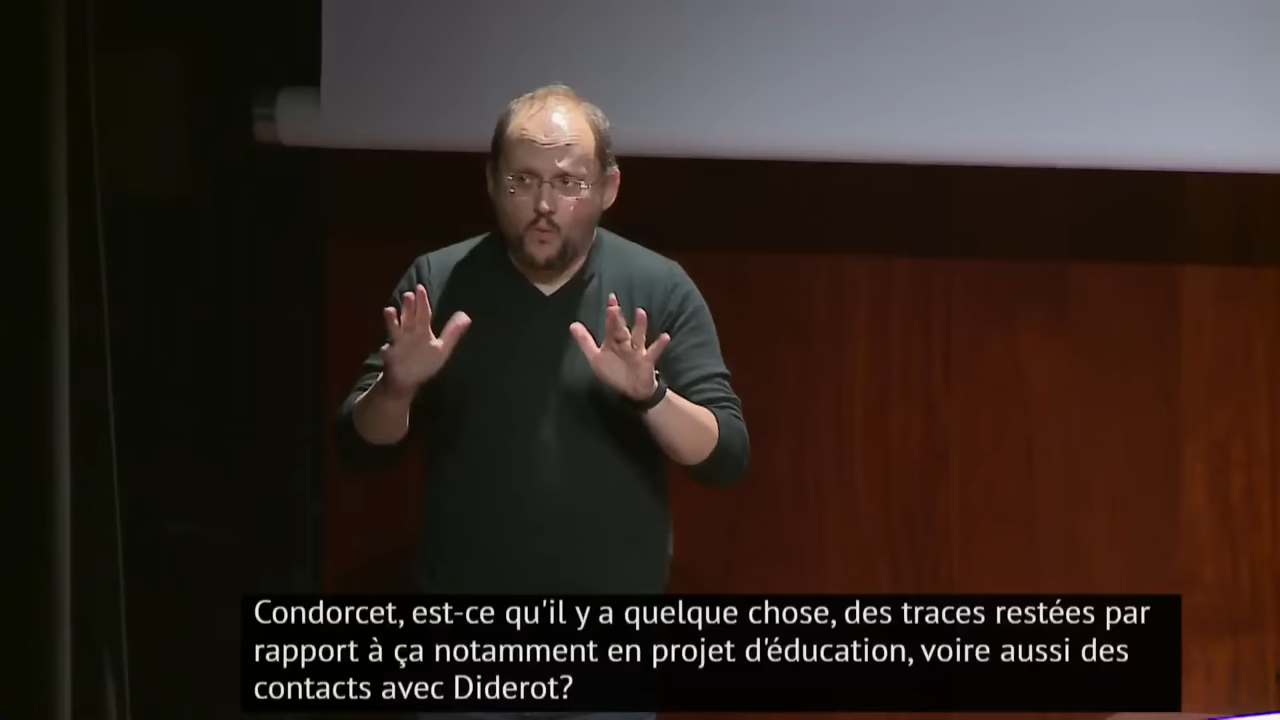 Condorcet, est-ce qu'il y a quelque chose, des traces restées par
rapport à ça notamment en projet d'éducation, voire aussi des
contacts avec Diderot?